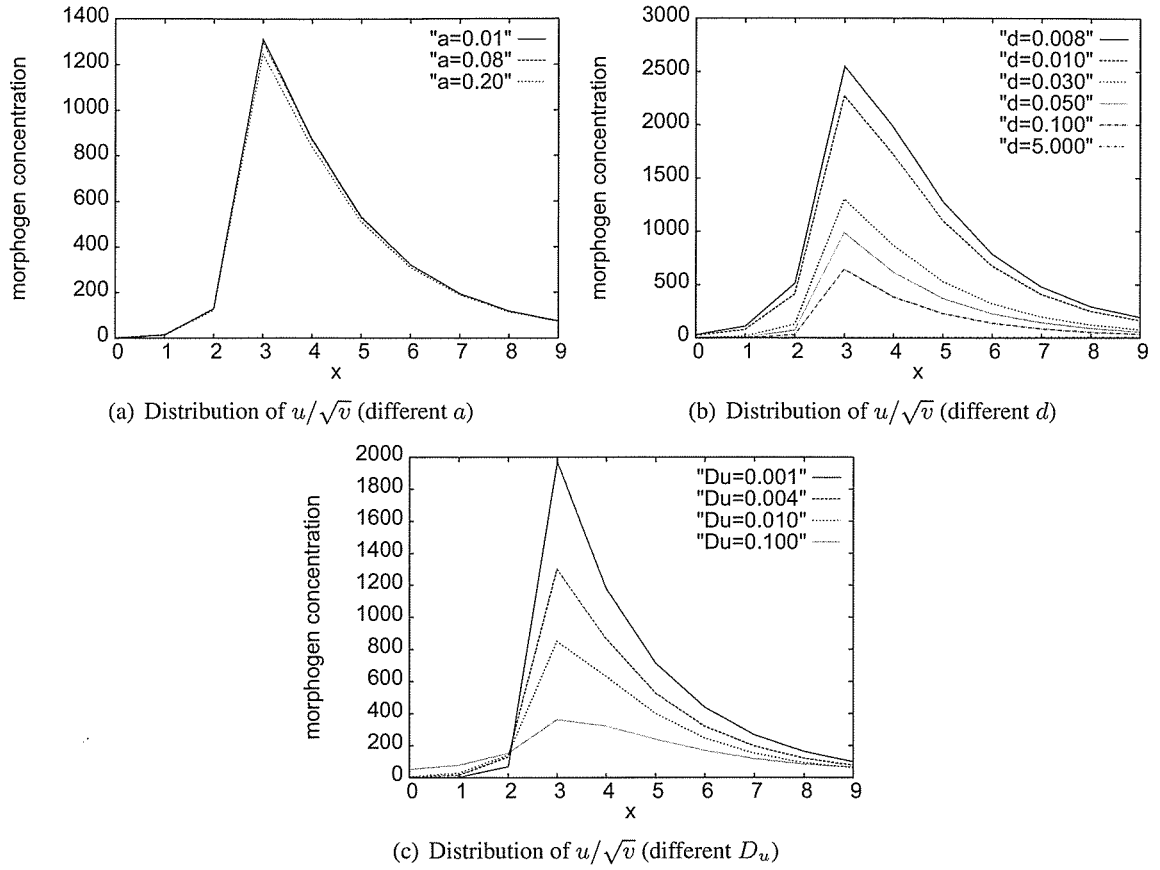 1400
1200
1000
800
600
400
200
0
morphogen concentration
"a=0.01"
"a=0.08"
"a=0.20"
0 1 2 3 4 5 6 7 8 9
x
(a) Distribution of u/√v (different a)
3000
2500
2000
1500
1000
500
0
morphogen concentration
"d=0.008"
"d=0.010"
"d=0.030"
"d=0.050"
"d=0.100"
"d=5.000"
0 1 2 3 4 5 6 7 8 9
x
(b) Distribution of u/√v (different d)
2000
1800
1600
1400
1200
1000
800
600
400
200
0
morphogen concentration
"Du=0.001"
"Du=0.004"
"Du=0.010"
"Du=0.100"
0 1 2 3 4 5 6 7 8 9
x
(c) Distribution of u/√v (different D_u)